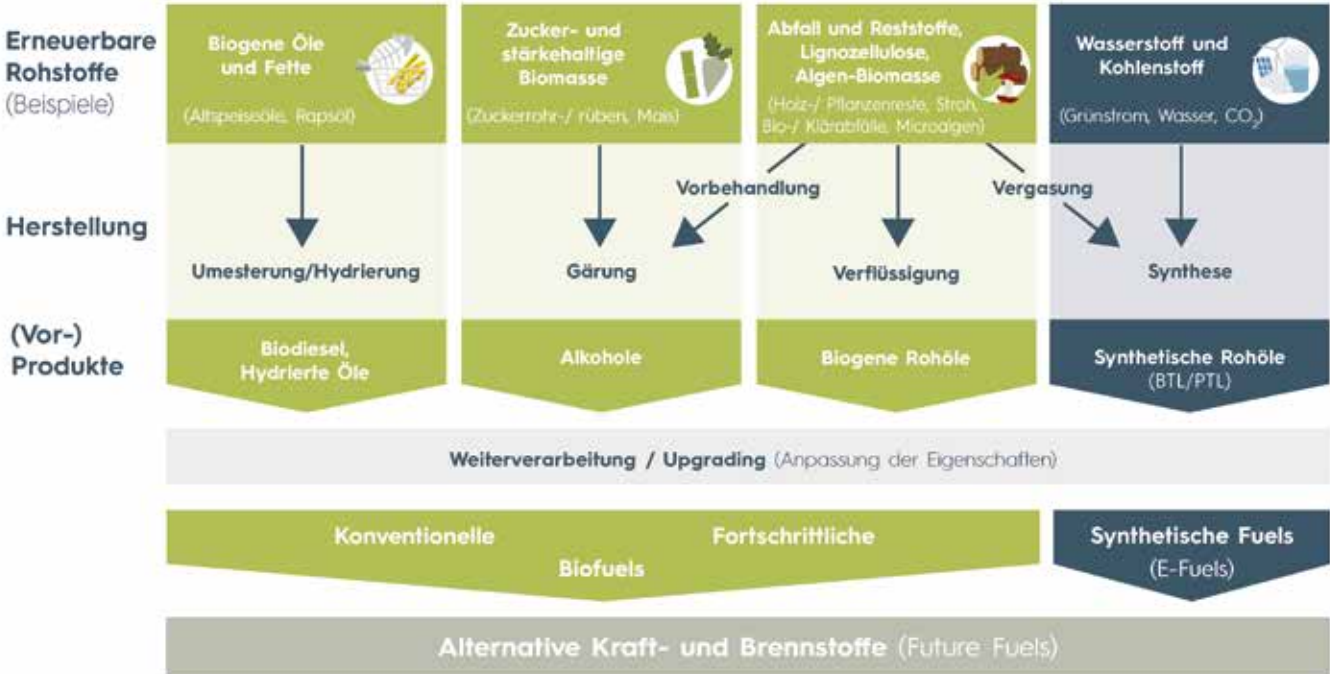 Erneuerbare
Rohstoffe
(Beispiele)
Biogene Öle
und Fette
(Altspeiseöle, Rapsöl)
Zucker- und
stärkehaltige
Biomasse
(Zuckerrohr-/ rüben, Mais)
Abfall und Reststoffe,
Lignozellulose,
Algen-Biomasse
(Holz-/ Pflanzenreste, Stroh,
Bio-/ Klärabfälle, Microalgen)
Wasserstoff und
Kohlenstoff
(Grünstrom, Wasser, CO₂)
Herstellung
Vorbehandlung
Vergasung
Umesterung/Hydrierung
Gärung
Verflüssigung
Synthese
(Vor-)
Produkte
Biodiesel,
Hydrierte Öle
Alkohole
Biogene Rohöle
Synthetische Rohöle
(BTL/PTL)
Weiterverarbeitung / Upgrading (Anpassung der Eigenschaften)
Konventionelle
Fortschrittliche
Biofuels
Synthetische Fuels
(E-Fuels)
Alternative Kraft- und Brennstoffe (Future Fuels)